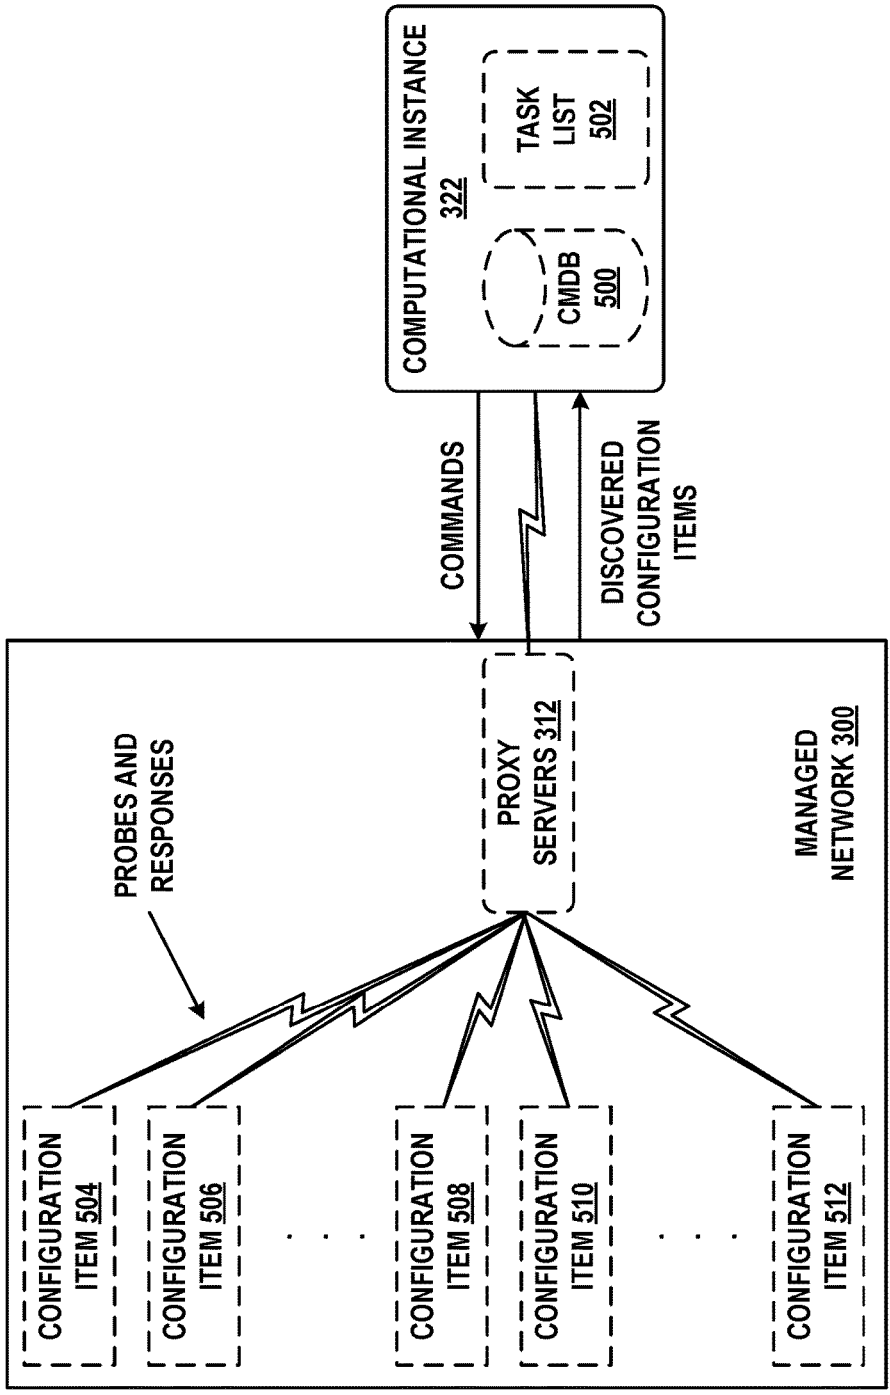 COMPUTATIONAL INSTANCE
322
CMDB
500
TASK
LIST
502
COMMANDS
DISCOVERED
CONFIGURATION
ITEMS
PROBES AND
RESPONSES
PROXY
SERVERS 312
MANAGED
NETWORK 300
CONFIGURATION
ITEM 504
CONFIGURATION
ITEM 506
. . .
CONFIGURATION
ITEM 508
CONFIGURATION
ITEM 510
. . .
CONFIGURATION
ITEM 512